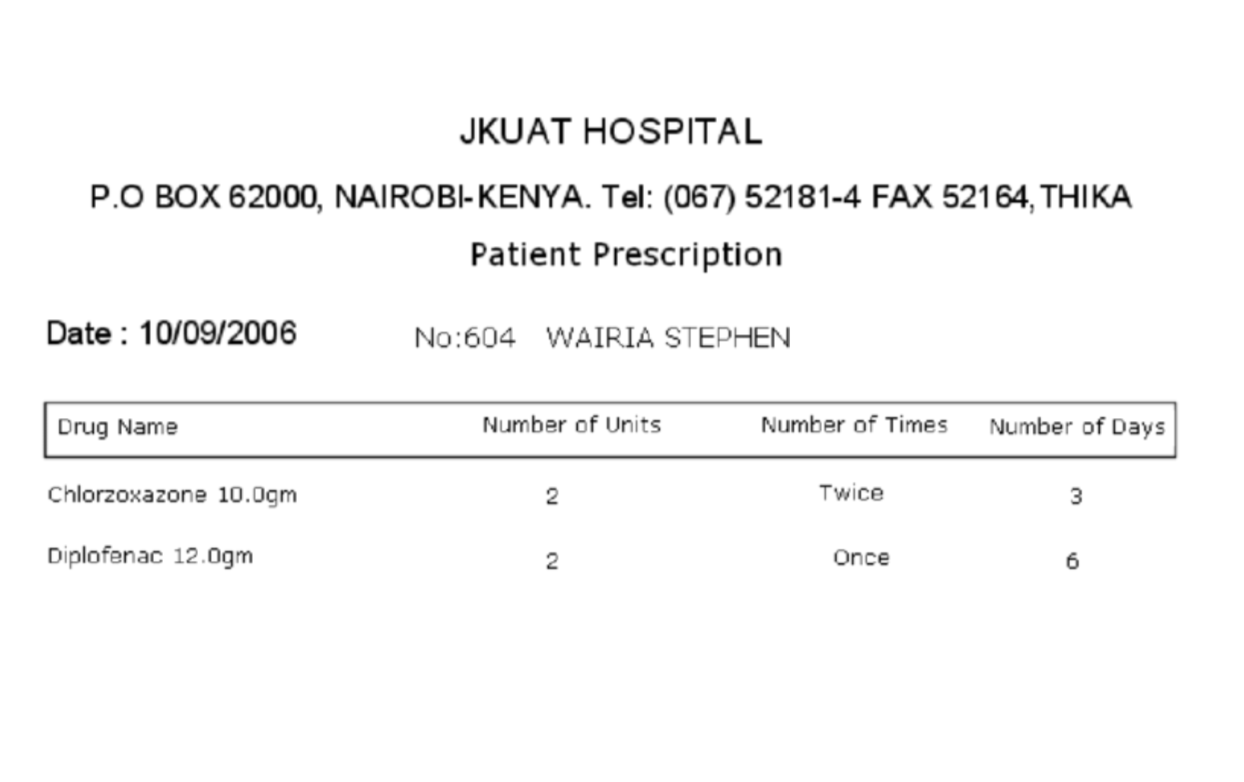 JKUAT HOSPITAL
P.O BOX 62000, NAIROBI-KENYA. Tel: (067) 52181-4 FAX 52164, THIKA
Patient Prescription
Date : 10/09/2006 No:604 WAIRIA STEPHEN
Drug Name Number of Units Number of Times Number of Days
Chlorzoxazone 10.0gm 2 Twice 3
Diplofenac 12.0gm 2 Once 6